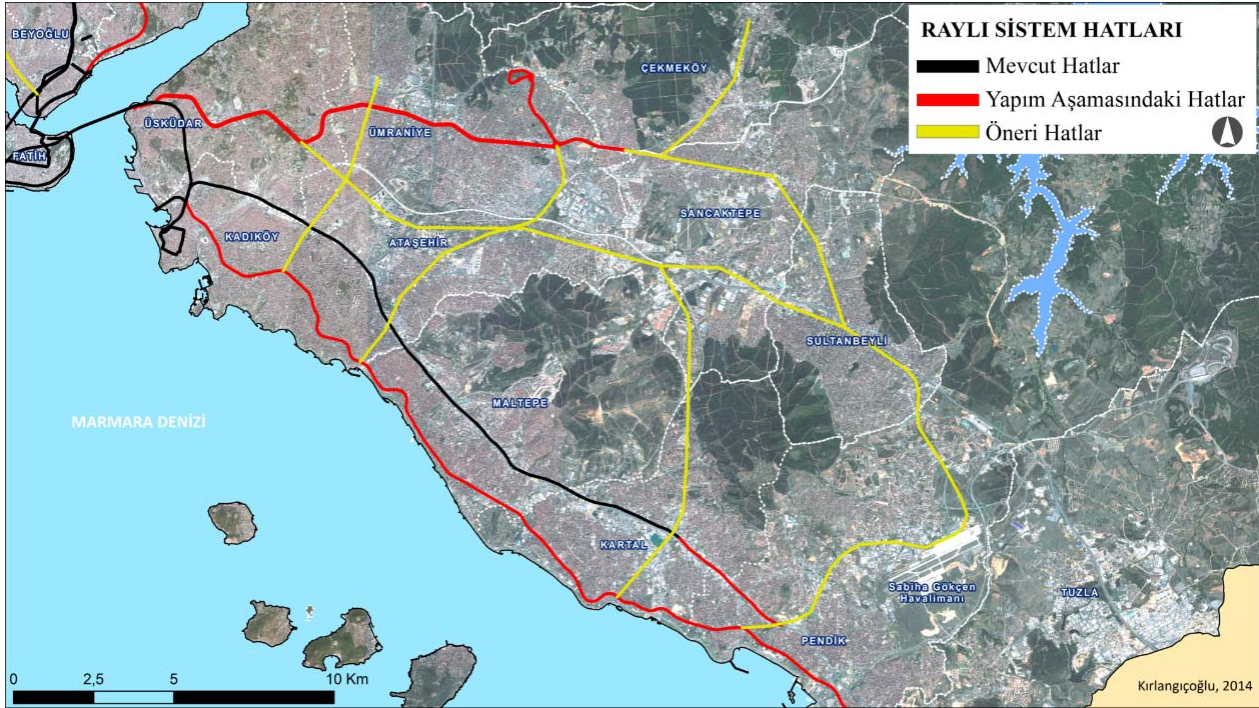 RAYLI SİSTEM HATLARI
Mevcut Hatlar
Yapım Aşamasındaki Hatlar
Öneri Hatlar
BEYOĞLU
ÇEKMEKÖY
ÜSKÜDAR
ÜMRANİYE
FATİH
SANCAKTEPE
KADIKÖY
ATAŞEHİR
SULTANBEYLİ
MALTEPE
MARMARA DENİZİ
KARTAL
Sabiha Gökçen
Havalimanı
TUZLA
PENDİK
0 2,5 5 10 Km
Kırlangıçoğlu, 2014